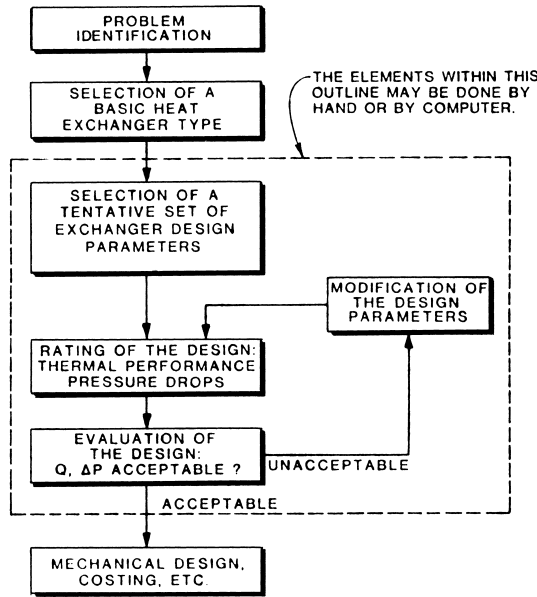 PROBLEM
IDENTIFICATION
SELECTION OF A
BASIC HEAT
EXCHANGER TYPE
THE ELEMENTS WITHIN THIS
OUTLINE MAY BE DONE BY
HAND OR BY COMPUTER.
SELECTION OF A
TENTATIVE SET OF
EXCHANGER DESIGN
PARAMETERS
MODIFICATION OF
THE DESIGN
PARAMETERS
RATING OF THE DESIGN:
THERMAL PERFORMANCE
PRESSURE DROPS
EVALUATION OF
THE DESIGN:
Q, ΔP ACCEPTABLE ?
UNACCEPTABLE
ACCEPTABLE
MECHANICAL DESIGN,
COSTING, ETC.